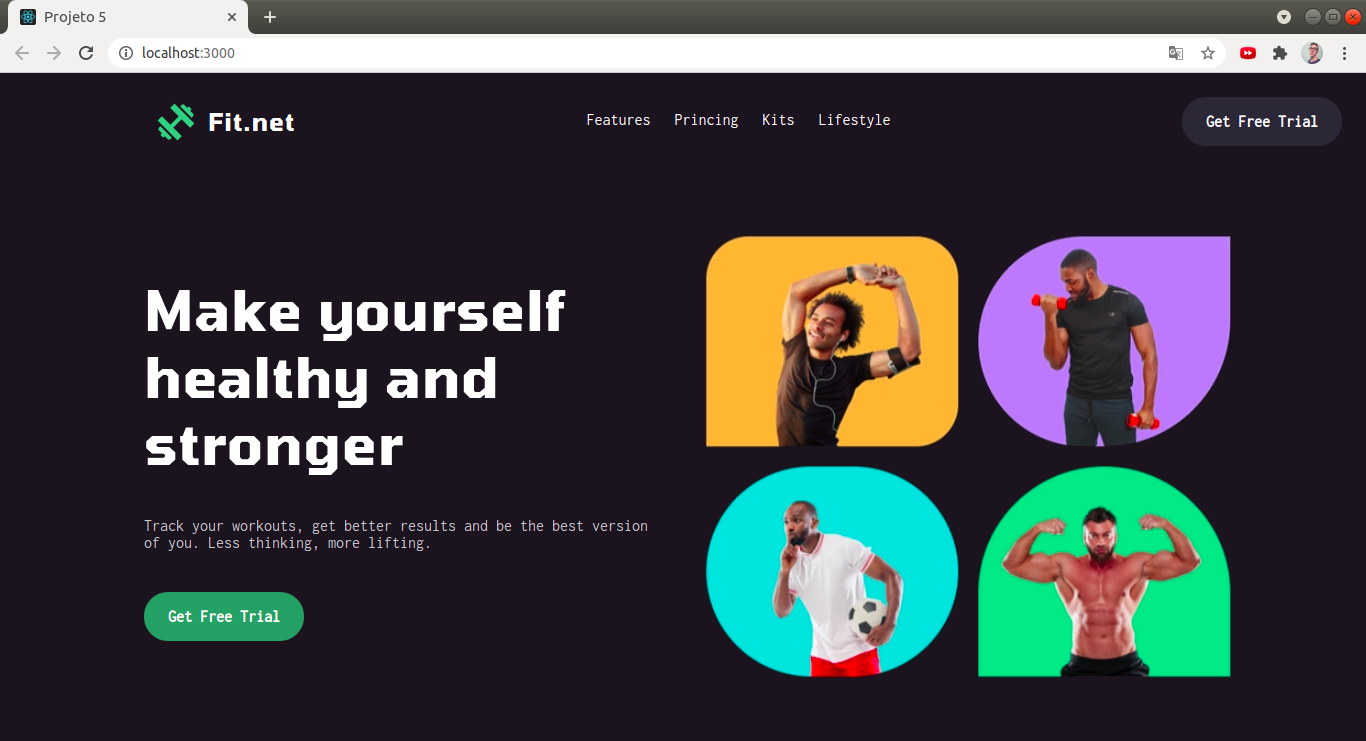 Projeto 5
localhost:3000
Fit.net
Features Princing Kits Lifestyle
Get Free Trial
Make yourself
healthy and
stronger
Track your workouts, get better results and be the best version
of you. Less thinking, more lifting.
Get Free Trial